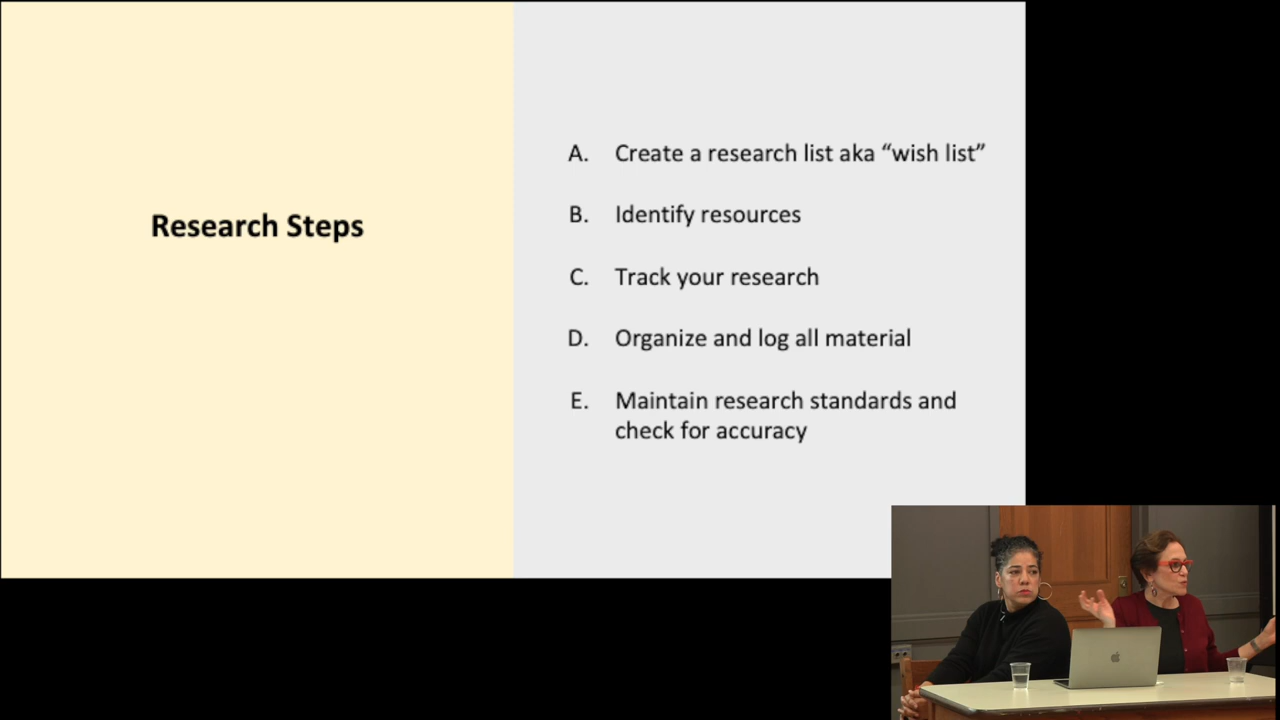 Research Steps
A. Create a research list aka “wish list”
B. Identify resources
C. Track your research
D. Organize and log all material
E. Maintain research standards and
check for accuracy